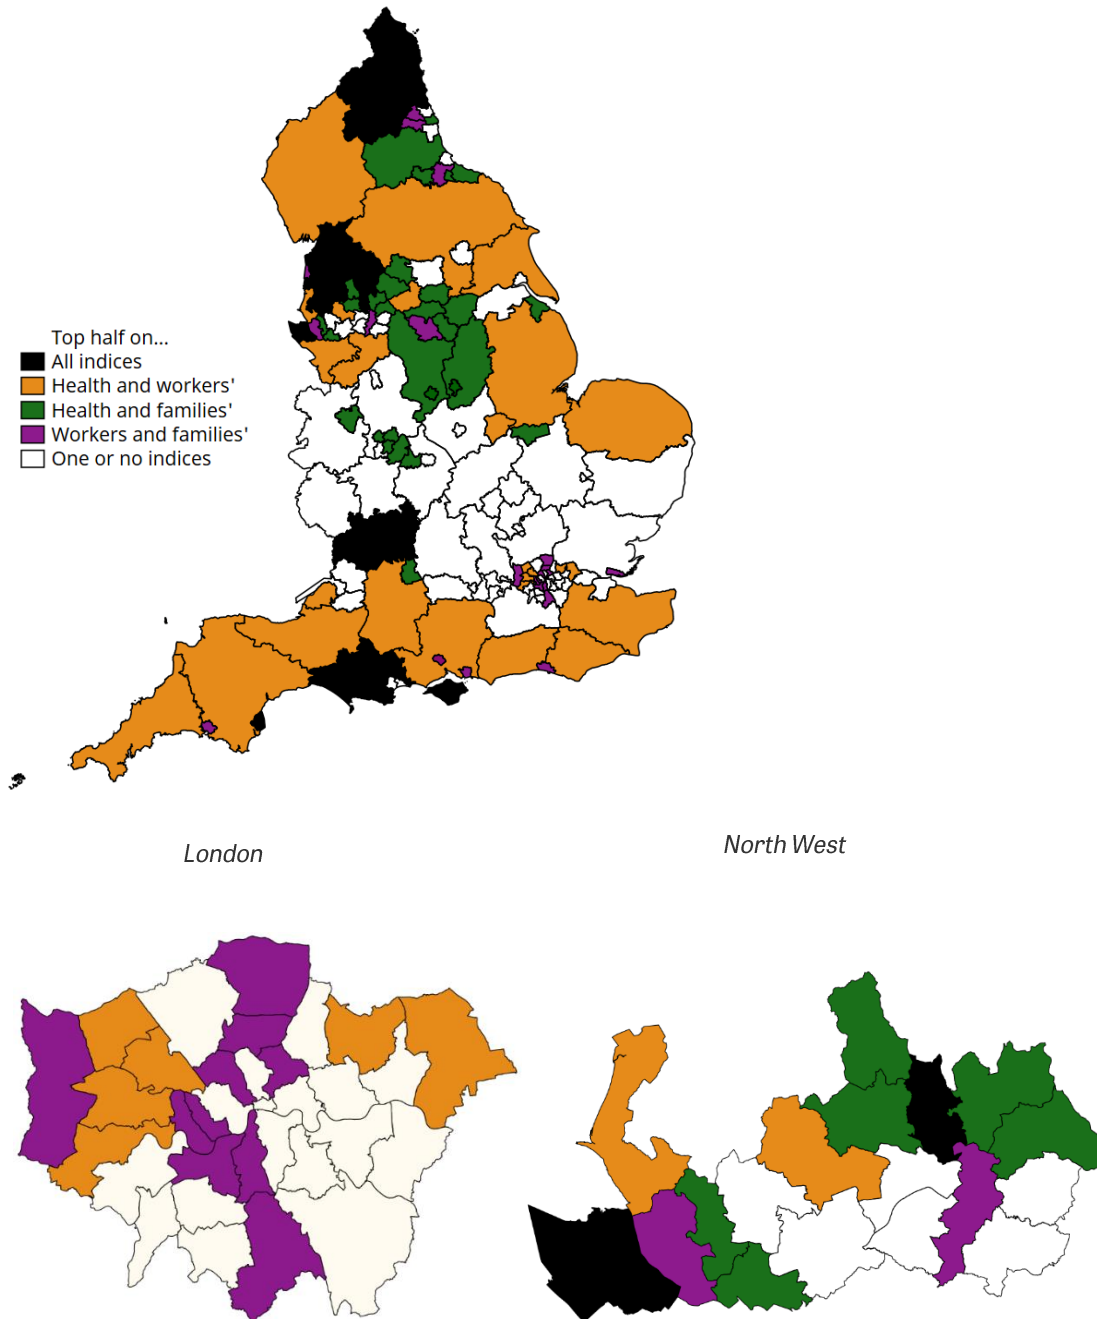 Top half on...
All indices
Health and workers'
Health and families'
Workers and families'
One or no indices
London
North West